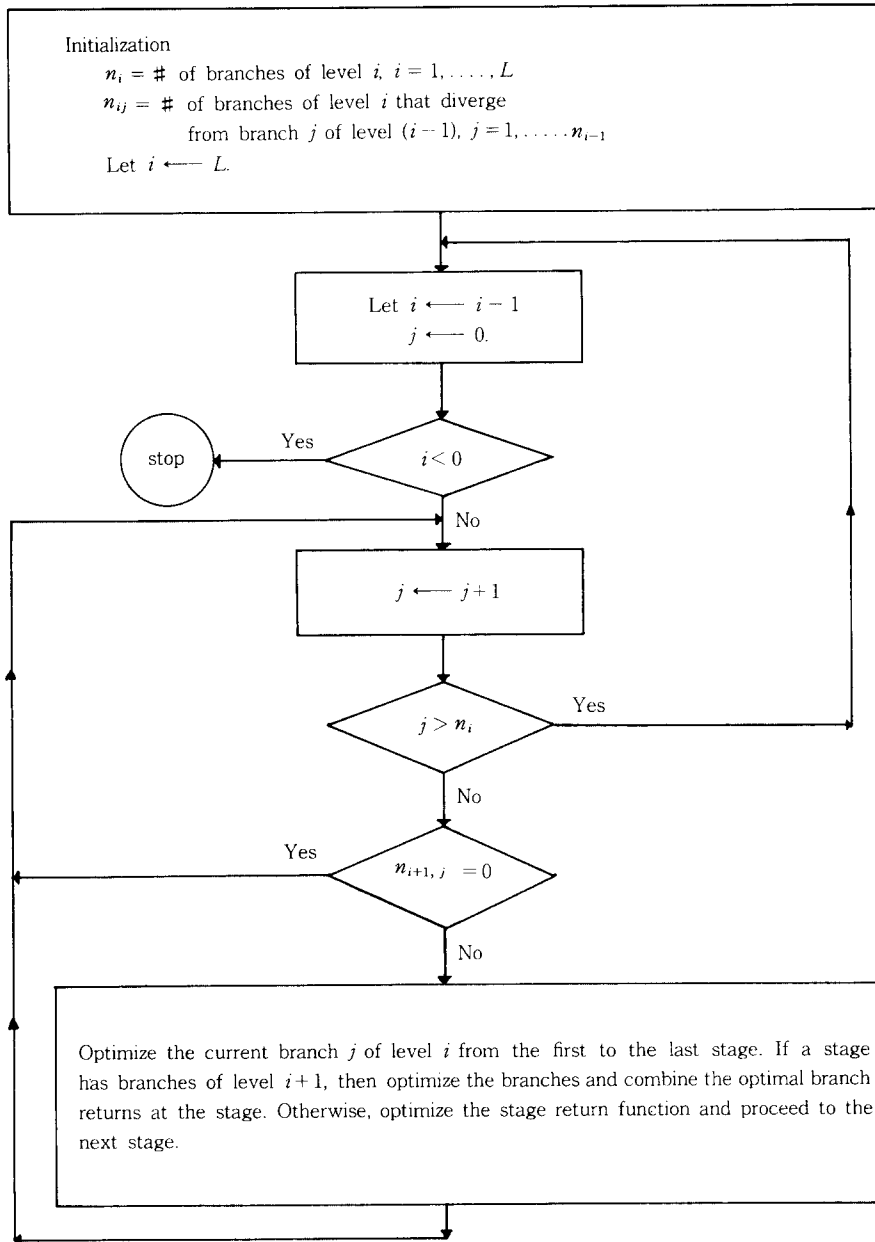 Initialization
n_i = # of branches of level i, i = 1, . . . . , L
n_{ij} = # of branches of level i that diverge
from branch j of level (i − 1), j = 1, . . . . . n_{i−1}
Let i ← L.
Let i ← i − 1
j ← 0.
stop
Yes
i < 0
No
j ← j + 1
j > n_i
Yes
No
Yes
n_{i+1, j} = 0
No
Optimize the current branch j of level i from the first to the last stage. If a stage
has branches of level i + 1, then optimize the branches and combine the optimal branch
returns at the stage. Otherwise, optimize the stage return function and proceed to the
next stage.